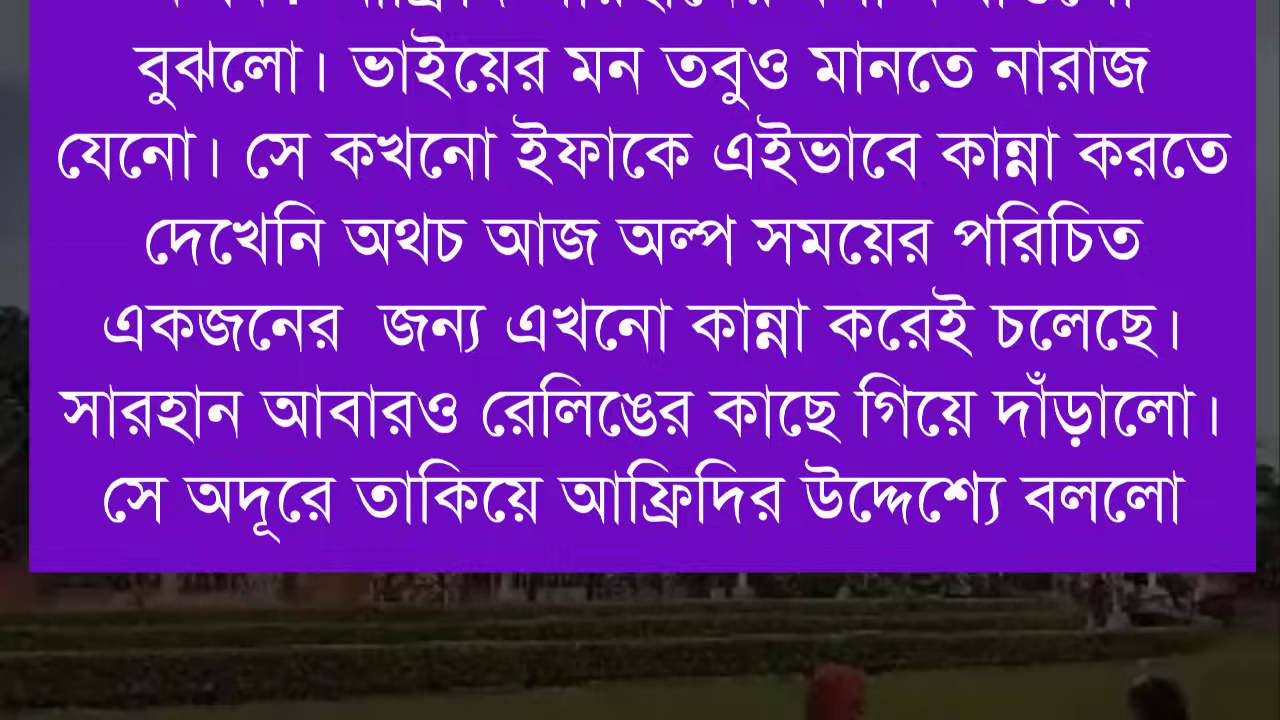 বুঝলো। ভাইয়ের মন তবুও মানতে নারাজ
যেনো। সে কখনো ইফাকে এইভাবে কান্না করতে
দেখেনি অথচ আজ অল্প সময়ের পরিচিত
একজনের  জন্য এখনো কান্না করেই চলেছে।
সারহান আবারও রেলিঙের কাছে গিয়ে দাঁড়ালো।
সে অদূরে তাকিয়ে আফ্রিদির উদ্দেশ্যে বললো